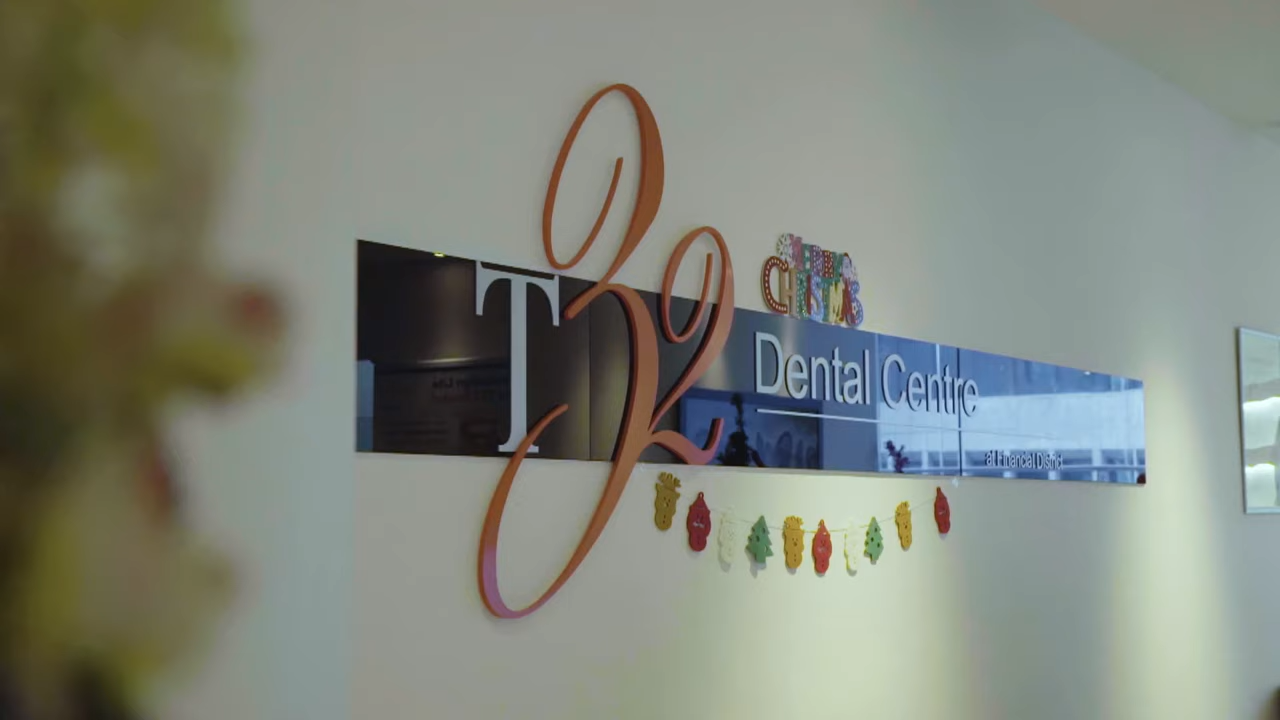 MERRY
CHRISTMAS
T32
Dental Centre
at Financial District